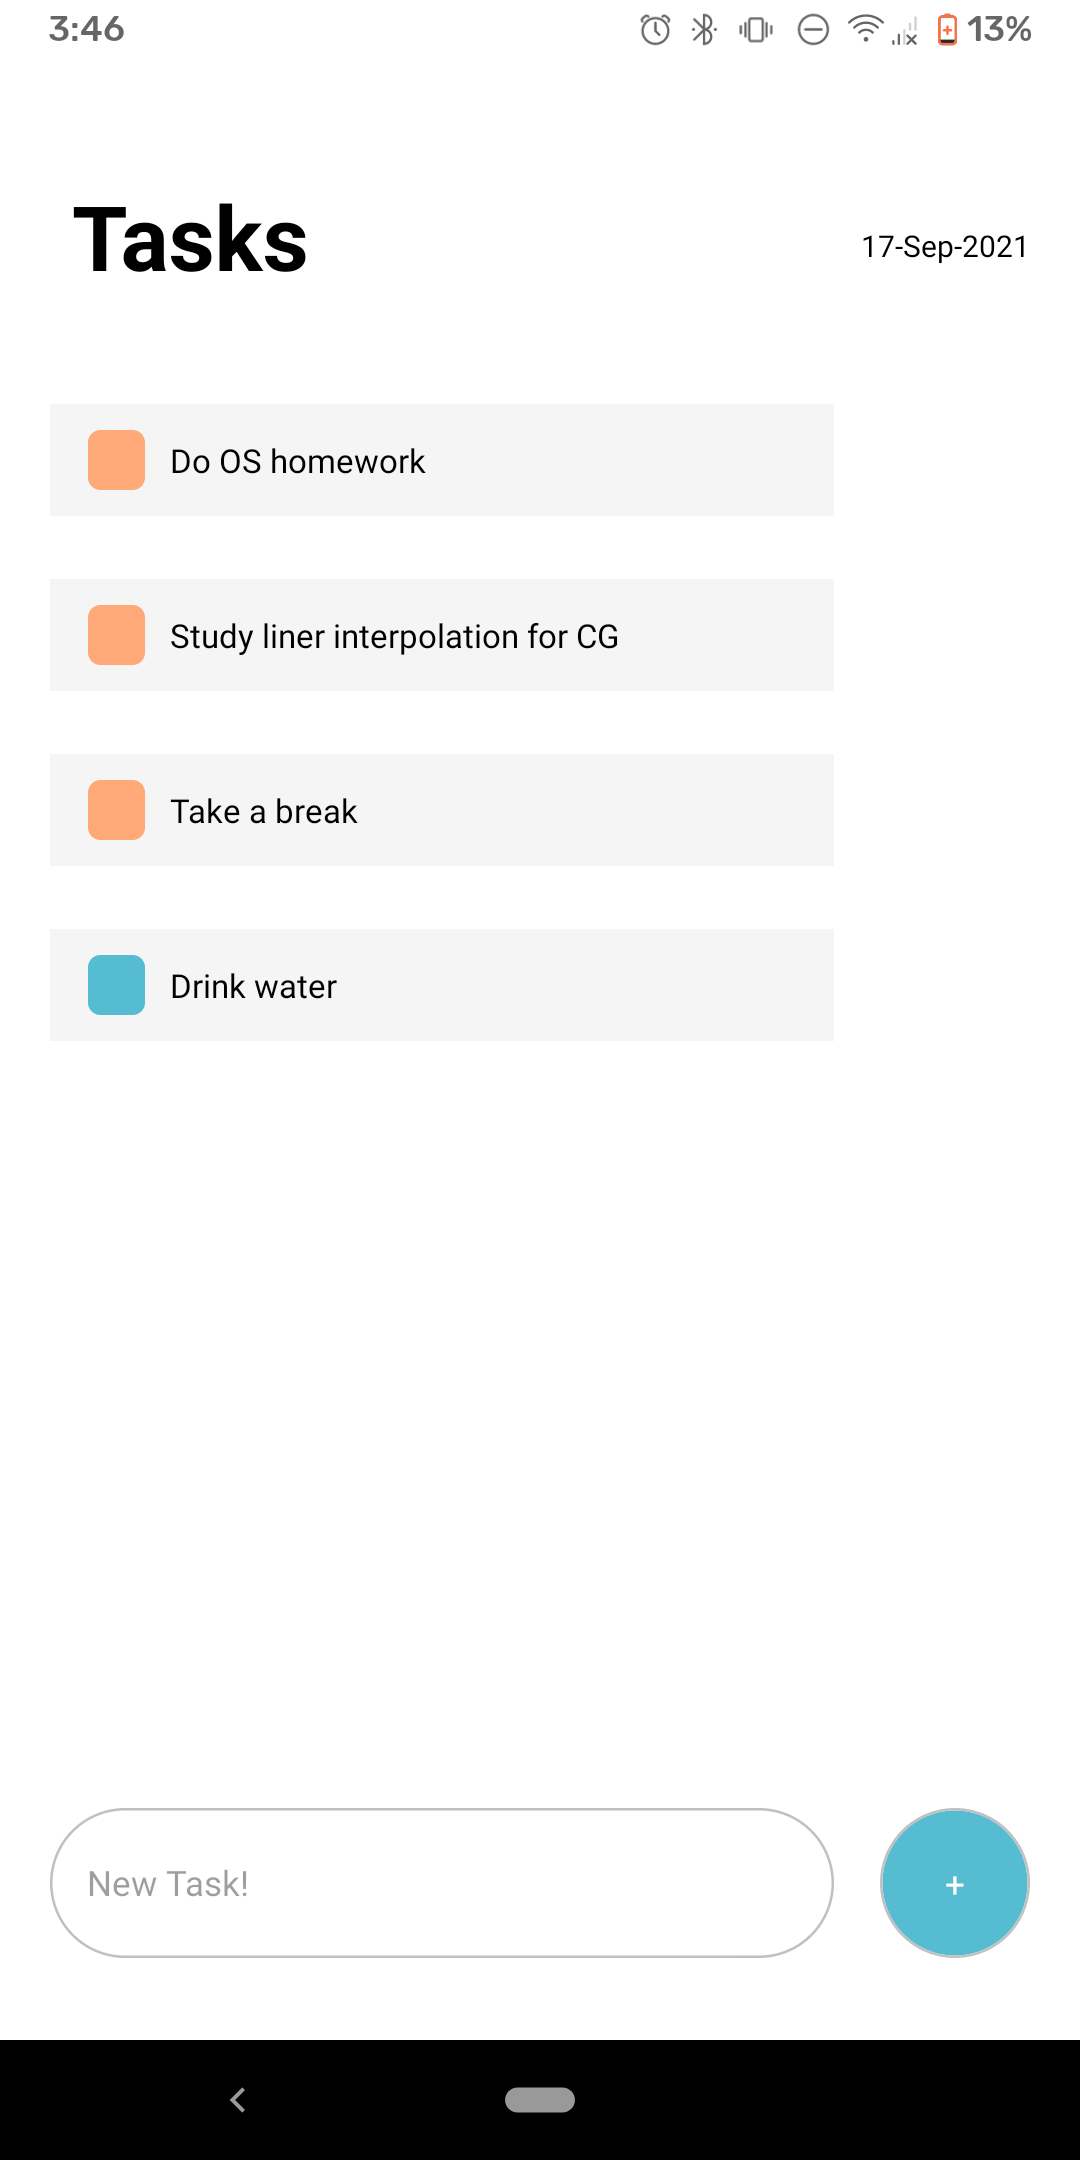 3:46
13%
Tasks
17-Sep-2021
Do OS homework
Study liner interpolation for CG
Take a break
Drink water
New Task!
+